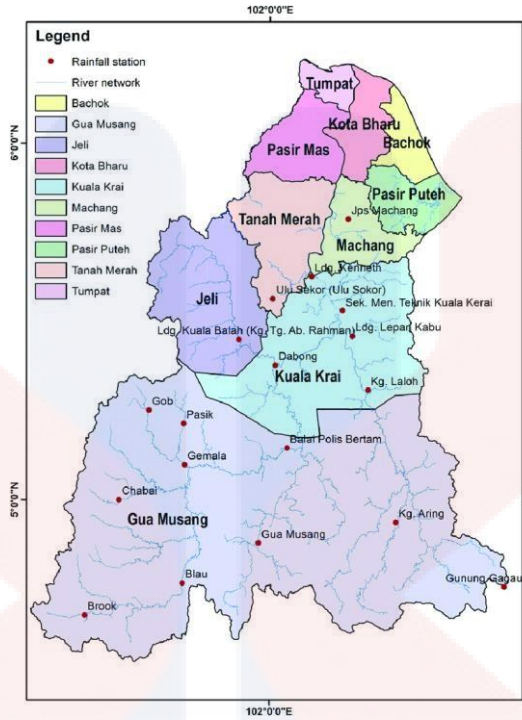 102°0'0"E
Legend
Rainfall station
River network
Bachok
Gua Musang
Jeli
Kota Bharu
Kuala Krai
Machang
Pasir Mas
Pasir Puteh
Tanah Merah
Tumpat
6°0'0"N
5°0'0"N
Tumpat
Kota Bharu
Bachok
Pasir Mas
Pasir Puteh
Tanah Merah
Jps Machang
Machang
Ldg. Kenneth
Jeli
Ulu Sekor (Ulu Sokor)
Sek. Men. Teknik Kuala Kerai
Ldg. Kuala Balah (Kg. Tg. Ab. Rahman)
Ldg. Lepan Kabu
Dabong
Kuala Krai
Kg. Laloh
Gob
Pasik
Balai Polis Bertam
Gemala
Chabai
Gua Musang
Kg. Aring
Gua Musang
Blau
Gunung Gagau
Brook
102°0'0"E